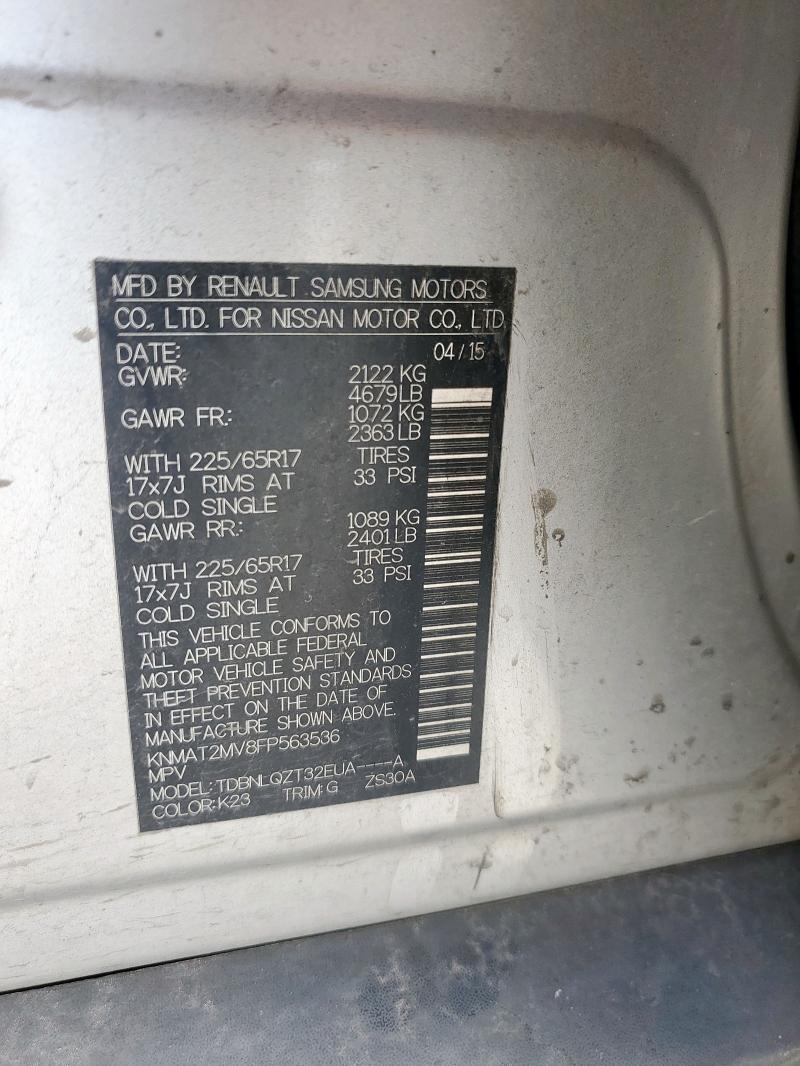 MFD BY RENAULT SAMSUNG MOTORS
CO., LTD. FOR NISSAN MOTOR CO., LTD
DATE: 04/15
GVWR: 2122 KG
4679 LB
GAWR FR.: 1072 KG
2363 LB
WITH 225/65R17 TIRES
17x7J RIMS AT 33 PSI
COLD SINGLE
GAWR RR.: 1089 KG
2401 LB
WITH 225/65R17 TIRES
17x7J RIMS AT 33 PSI
COLD SINGLE
THIS VEHICLE CONFORMS TO
ALL APPLICABLE FEDERAL
MOTOR VEHICLE SAFETY AND
THEFT PREVENTION STANDARDS
IN EFFECT ON THE DATE OF
MANUFACTURE SHOWN ABOVE.
KNMAT2MV8FP563536
MPV
MODEL: TDBNLQZT32EUA----A
COLOR: K23 TRIM: G ZS30A